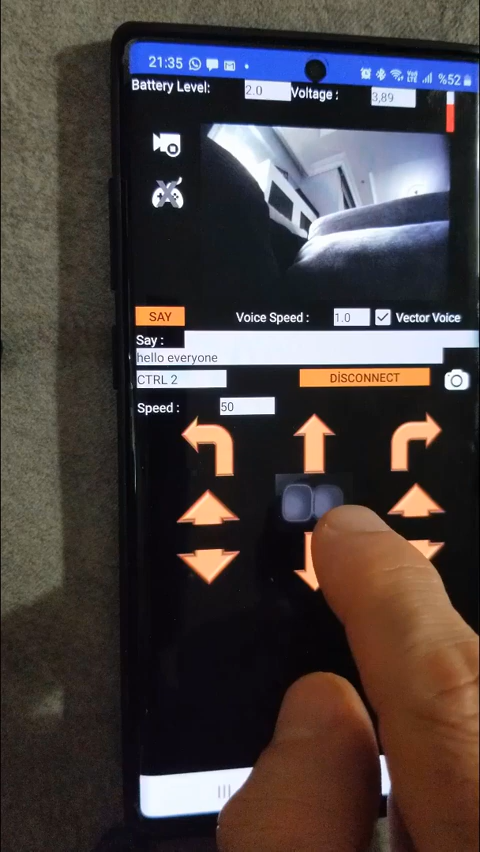 21:35 %52
Battery Level: 2.0 Voltage : 3,89
SAY Voice Speed : 1.0 Vector Voice
Say :
hello everyone
CTRL 2 DİSCONNECT
Speed : 50